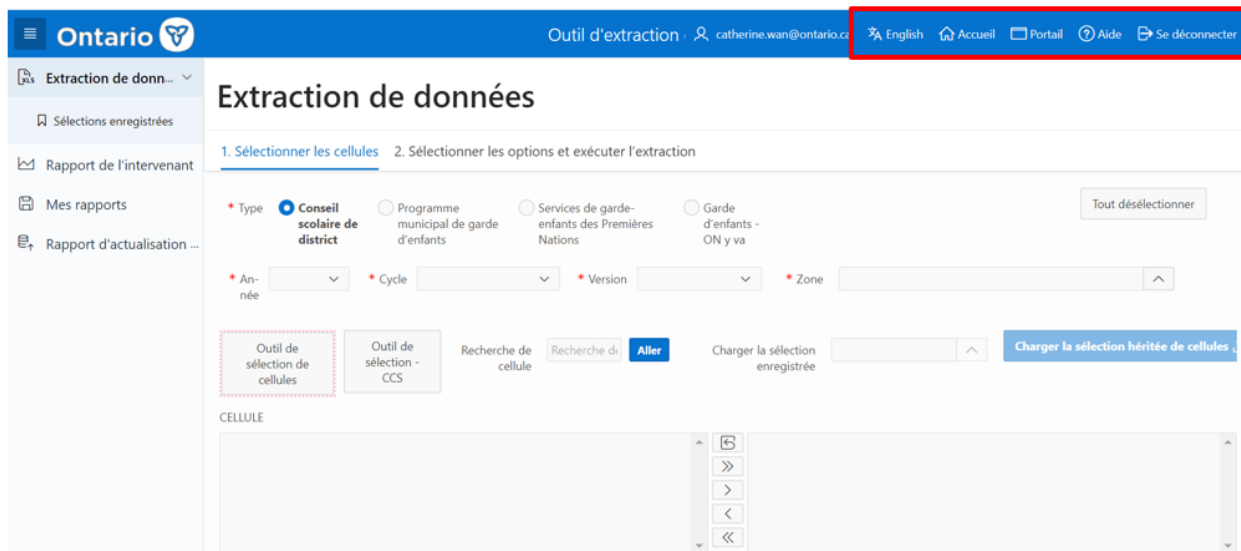 Ontario
Outil d'extraction
catherine.wan@ontario.ca
English
Accueil
Portail
Aide
Se déconnecter
XLS
Extraction de donn...
Sélections enregistrées
Rapport de l'intervenant
Mes rapports
Rapport d'actualisation ...
Extraction de données
1. Sélectionner les cellules
2. Sélectionner les options et exécuter l'extraction
* Type
Conseil
scolaire de
district
Programme
municipal de garde
d'enfants
Services de garde-
enfants des Premières
Nations
Garde
d'enfants -
ON y va
Tout désélectionner
* An-
née
* Cycle
* Version
* Zone
Outil de
sélection de
cellules
Outil de
sélection -
CCS
Recherche de
cellule
Recherche de
Aller
Charger la sélection
enregistrée
Charger la sélection héritée de cellules
CELLULE